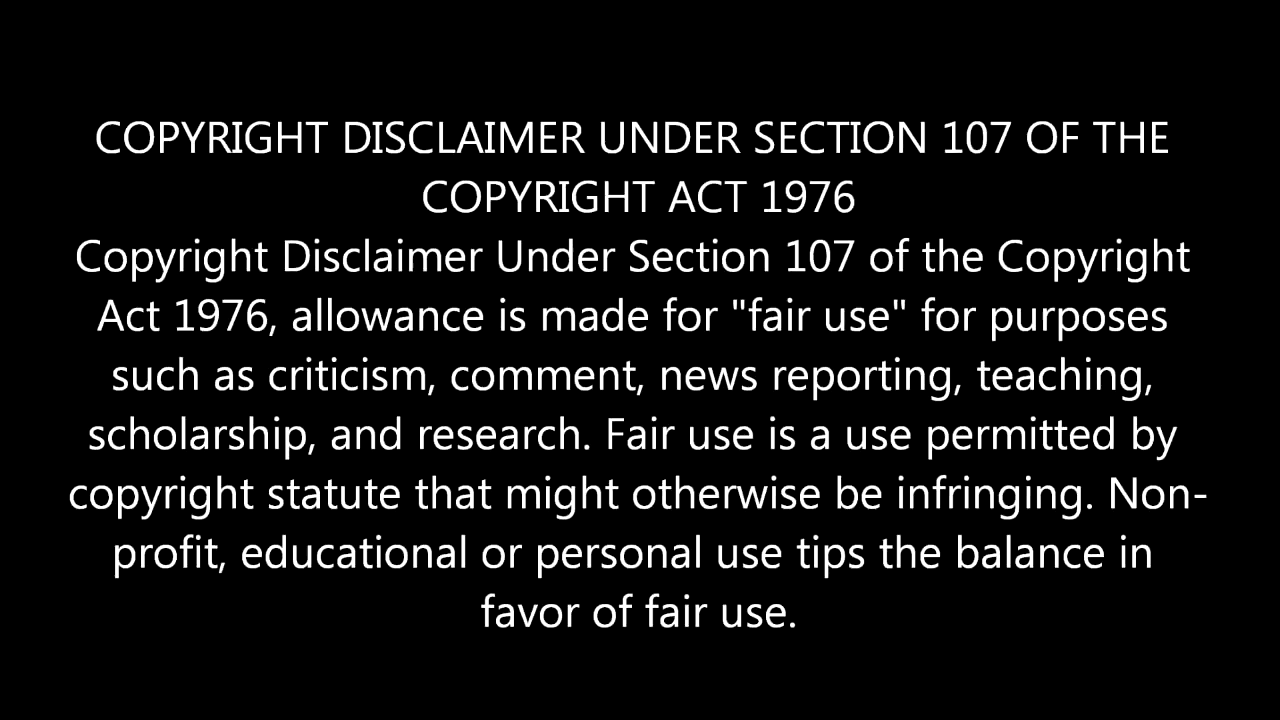 COPYRIGHT DISCLAIMER UNDER SECTION 107 OF THE
COPYRIGHT ACT 1976
Copyright Disclaimer Under Section 107 of the Copyright
Act 1976, allowance is made for "fair use" for purposes
such as criticism, comment, news reporting, teaching,
scholarship, and research. Fair use is a use permitted by
copyright statute that might otherwise be infringing. Non-
profit, educational or personal use tips the balance in
favor of fair use.